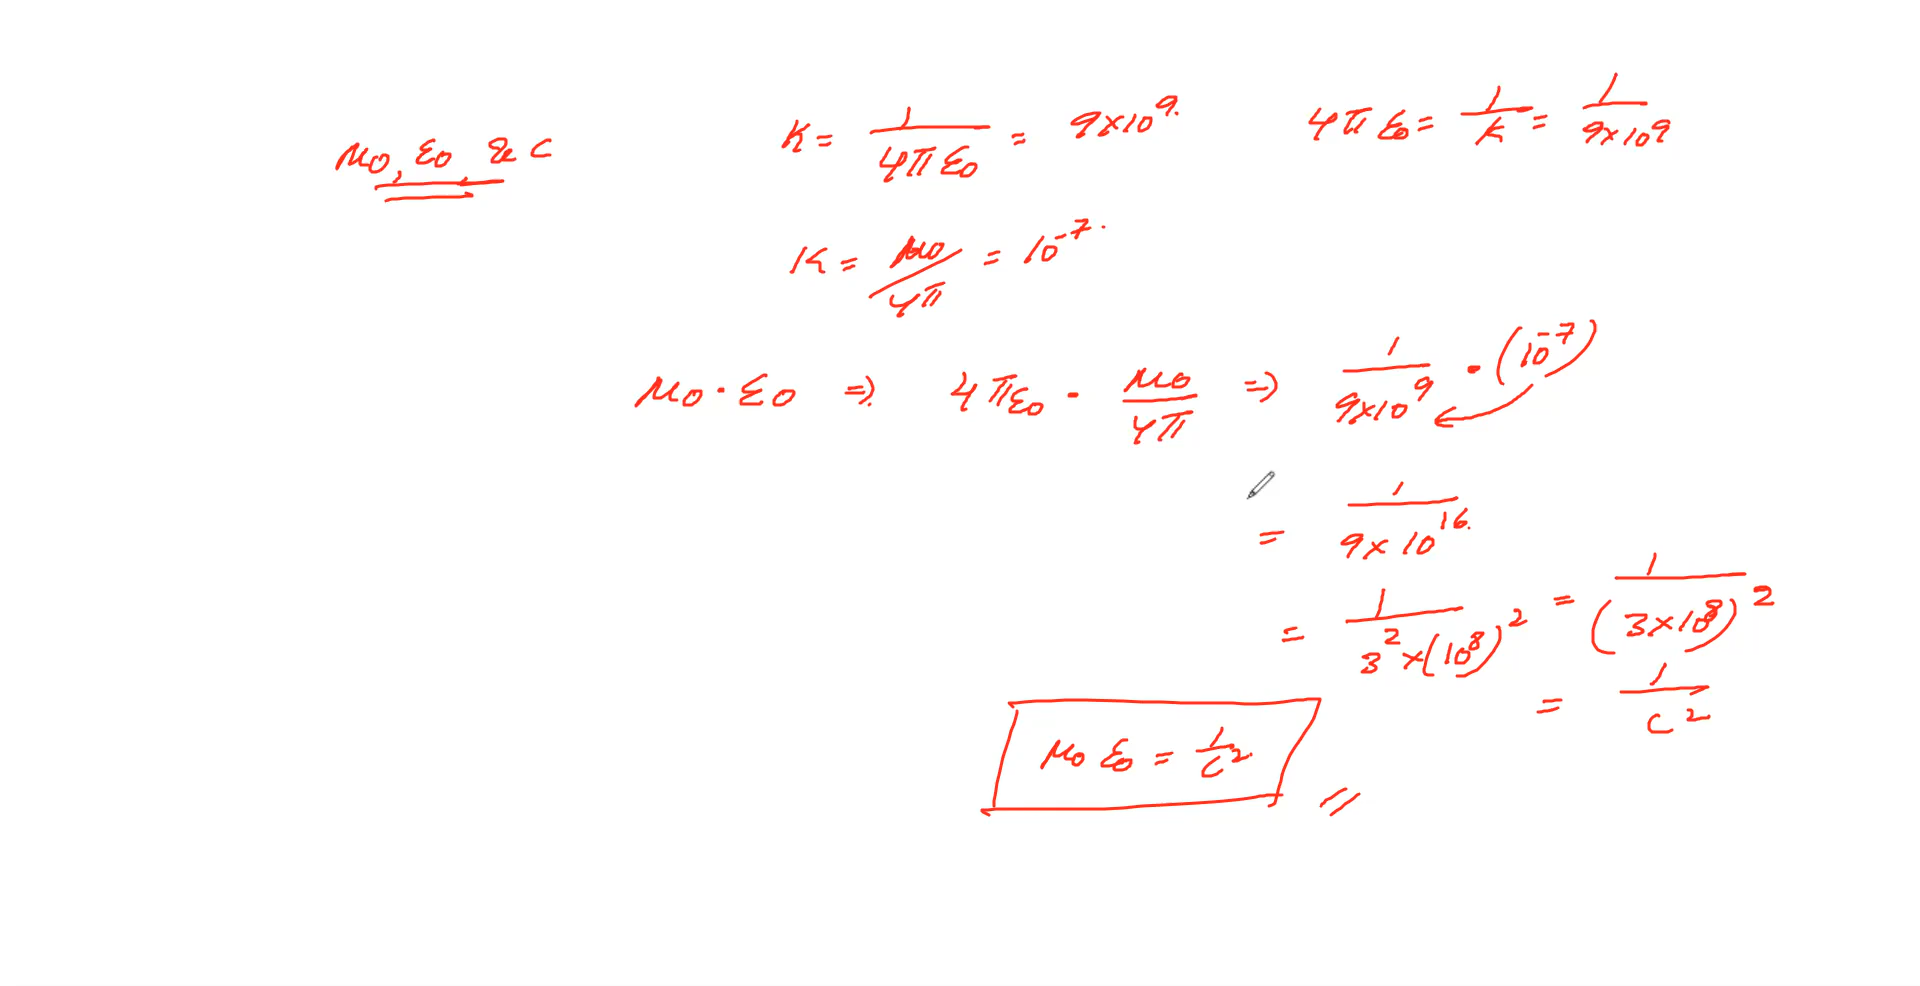 μ0, ε0, & c
K = 1/(4π ε0) = 9×10^9. 4π ε0 = 1/K = 1/(9×10^9)
K = μ0/4π = 10^-7.
μ0 · ε0 ⇒ 4π ε0 · μ0/4π ⇒ 1/(9×10^9) · (10^-7)
= 1/(9×10^16).
= 1/(3^2×(10^8)^2) = 1/(3×10^8)^2
= 1/c^2
μ0 ε0 = 1/c^2. //